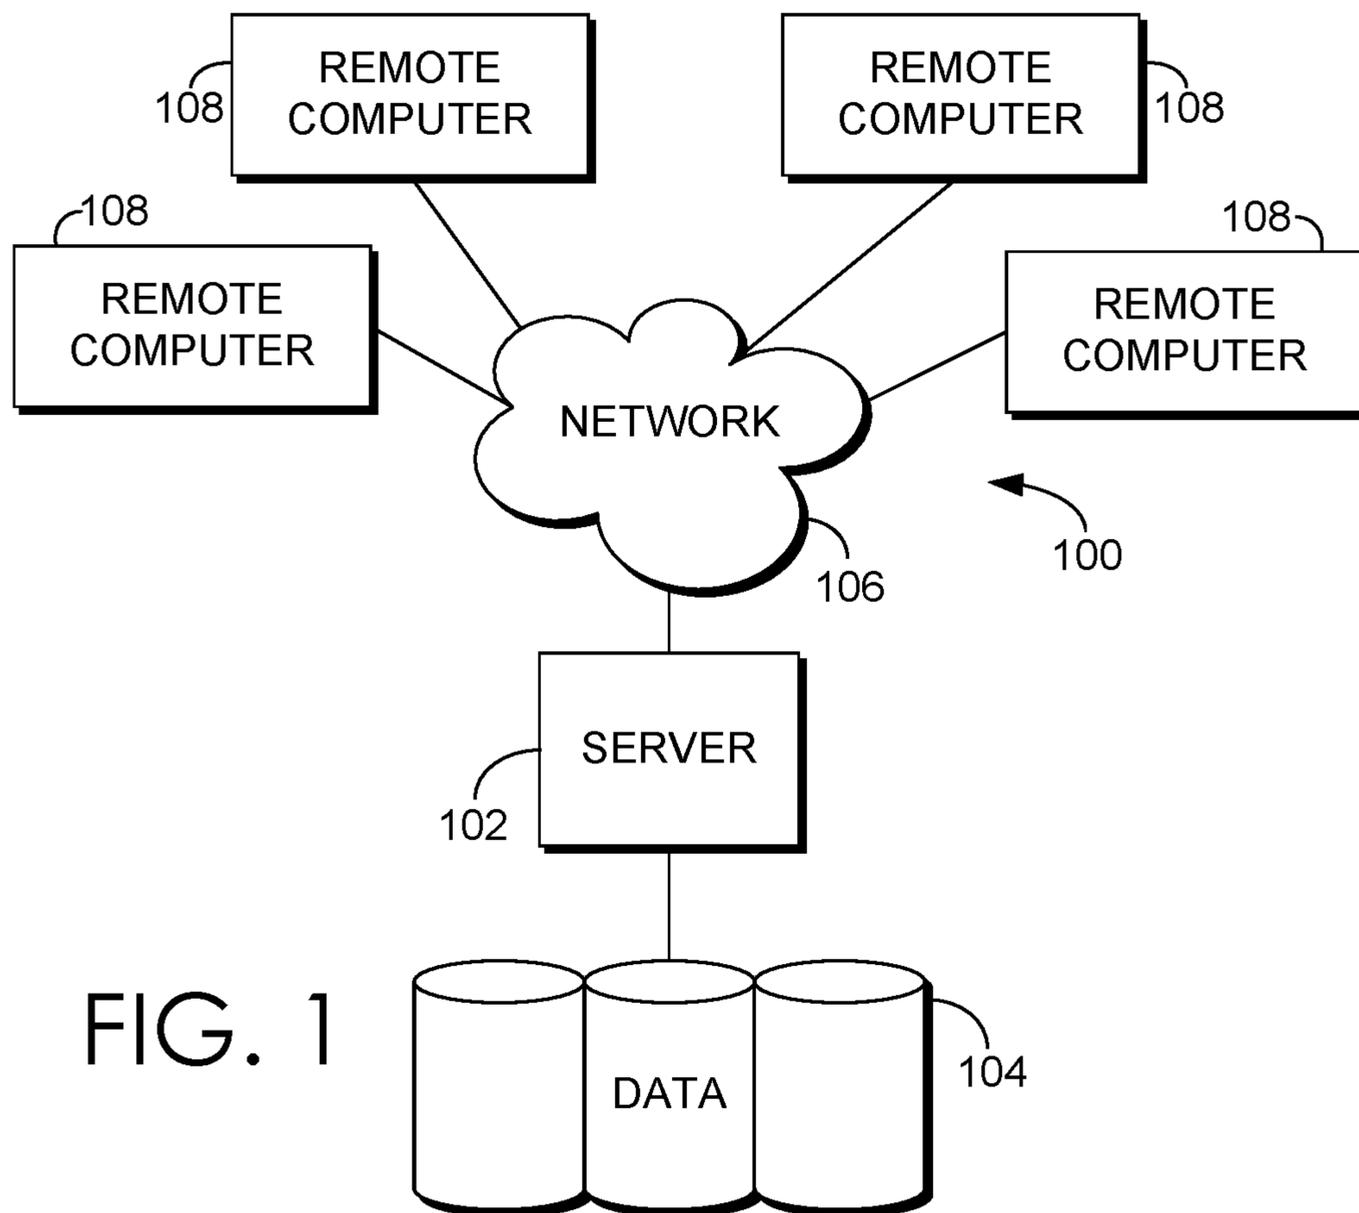 REMOTE
COMPUTER
108
REMOTE
COMPUTER
108
108
REMOTE
COMPUTER
108
REMOTE
COMPUTER
NETWORK
100
106
SERVER
102
FIG. 1
DATA
104